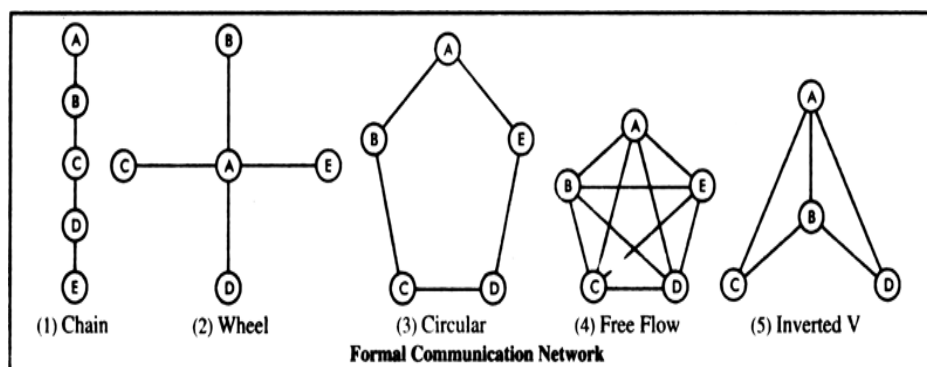 A
B
C
D
E
(1) Chain
B
C
A
E
D
(2) Wheel
A
B
E
C
D
(3) Circular
A
B
E
C
D
(4) Free Flow
A
B
C
D
(5) Inverted V
Formal Communication Network